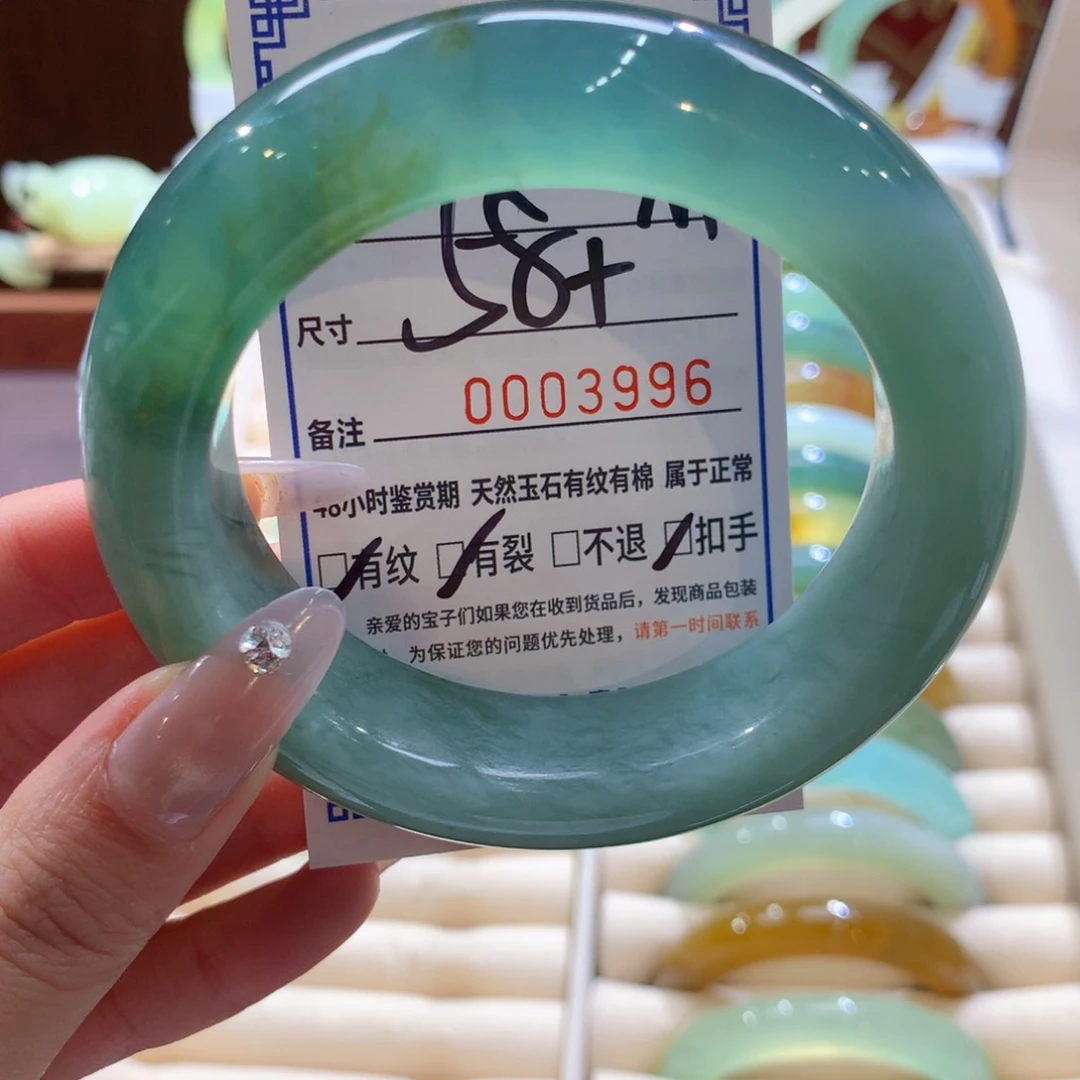 尺寸 58+
备注 0003996
48小时鉴赏期 天然玉石有纹有棉 属于正常
□有纹 □有裂 □不退 □扣手
亲爱的宝子们如果您在收到货品后，发现商品包装
为保证您的问题优先处理，请第一时间联系